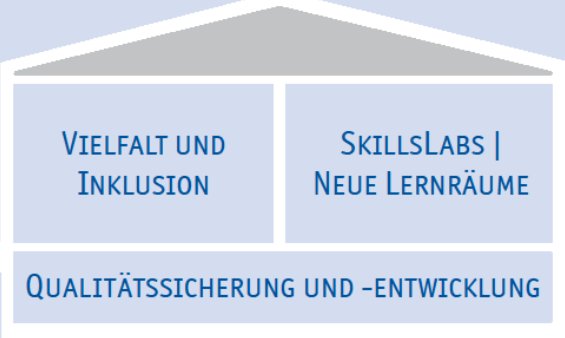 Vielfalt und
Inklusion
SkillsLabs |
Neue Lernräume
Qualitätssicherung und -entwicklung